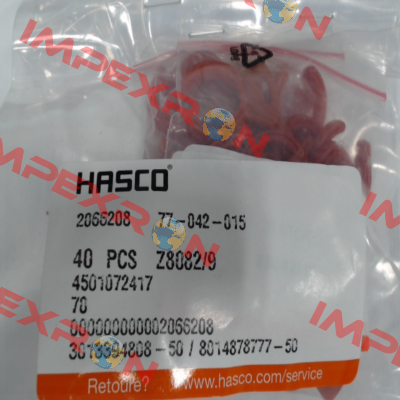 HASCO®
2066208 77-042-015
40 PCS Z8082/9
4501072417
70
000000000002066208
3013394808-50 / 8014878777-50
Retoure? www.hasco.com/service
IMPEXRON
IMPEXRON
IMPEXRON